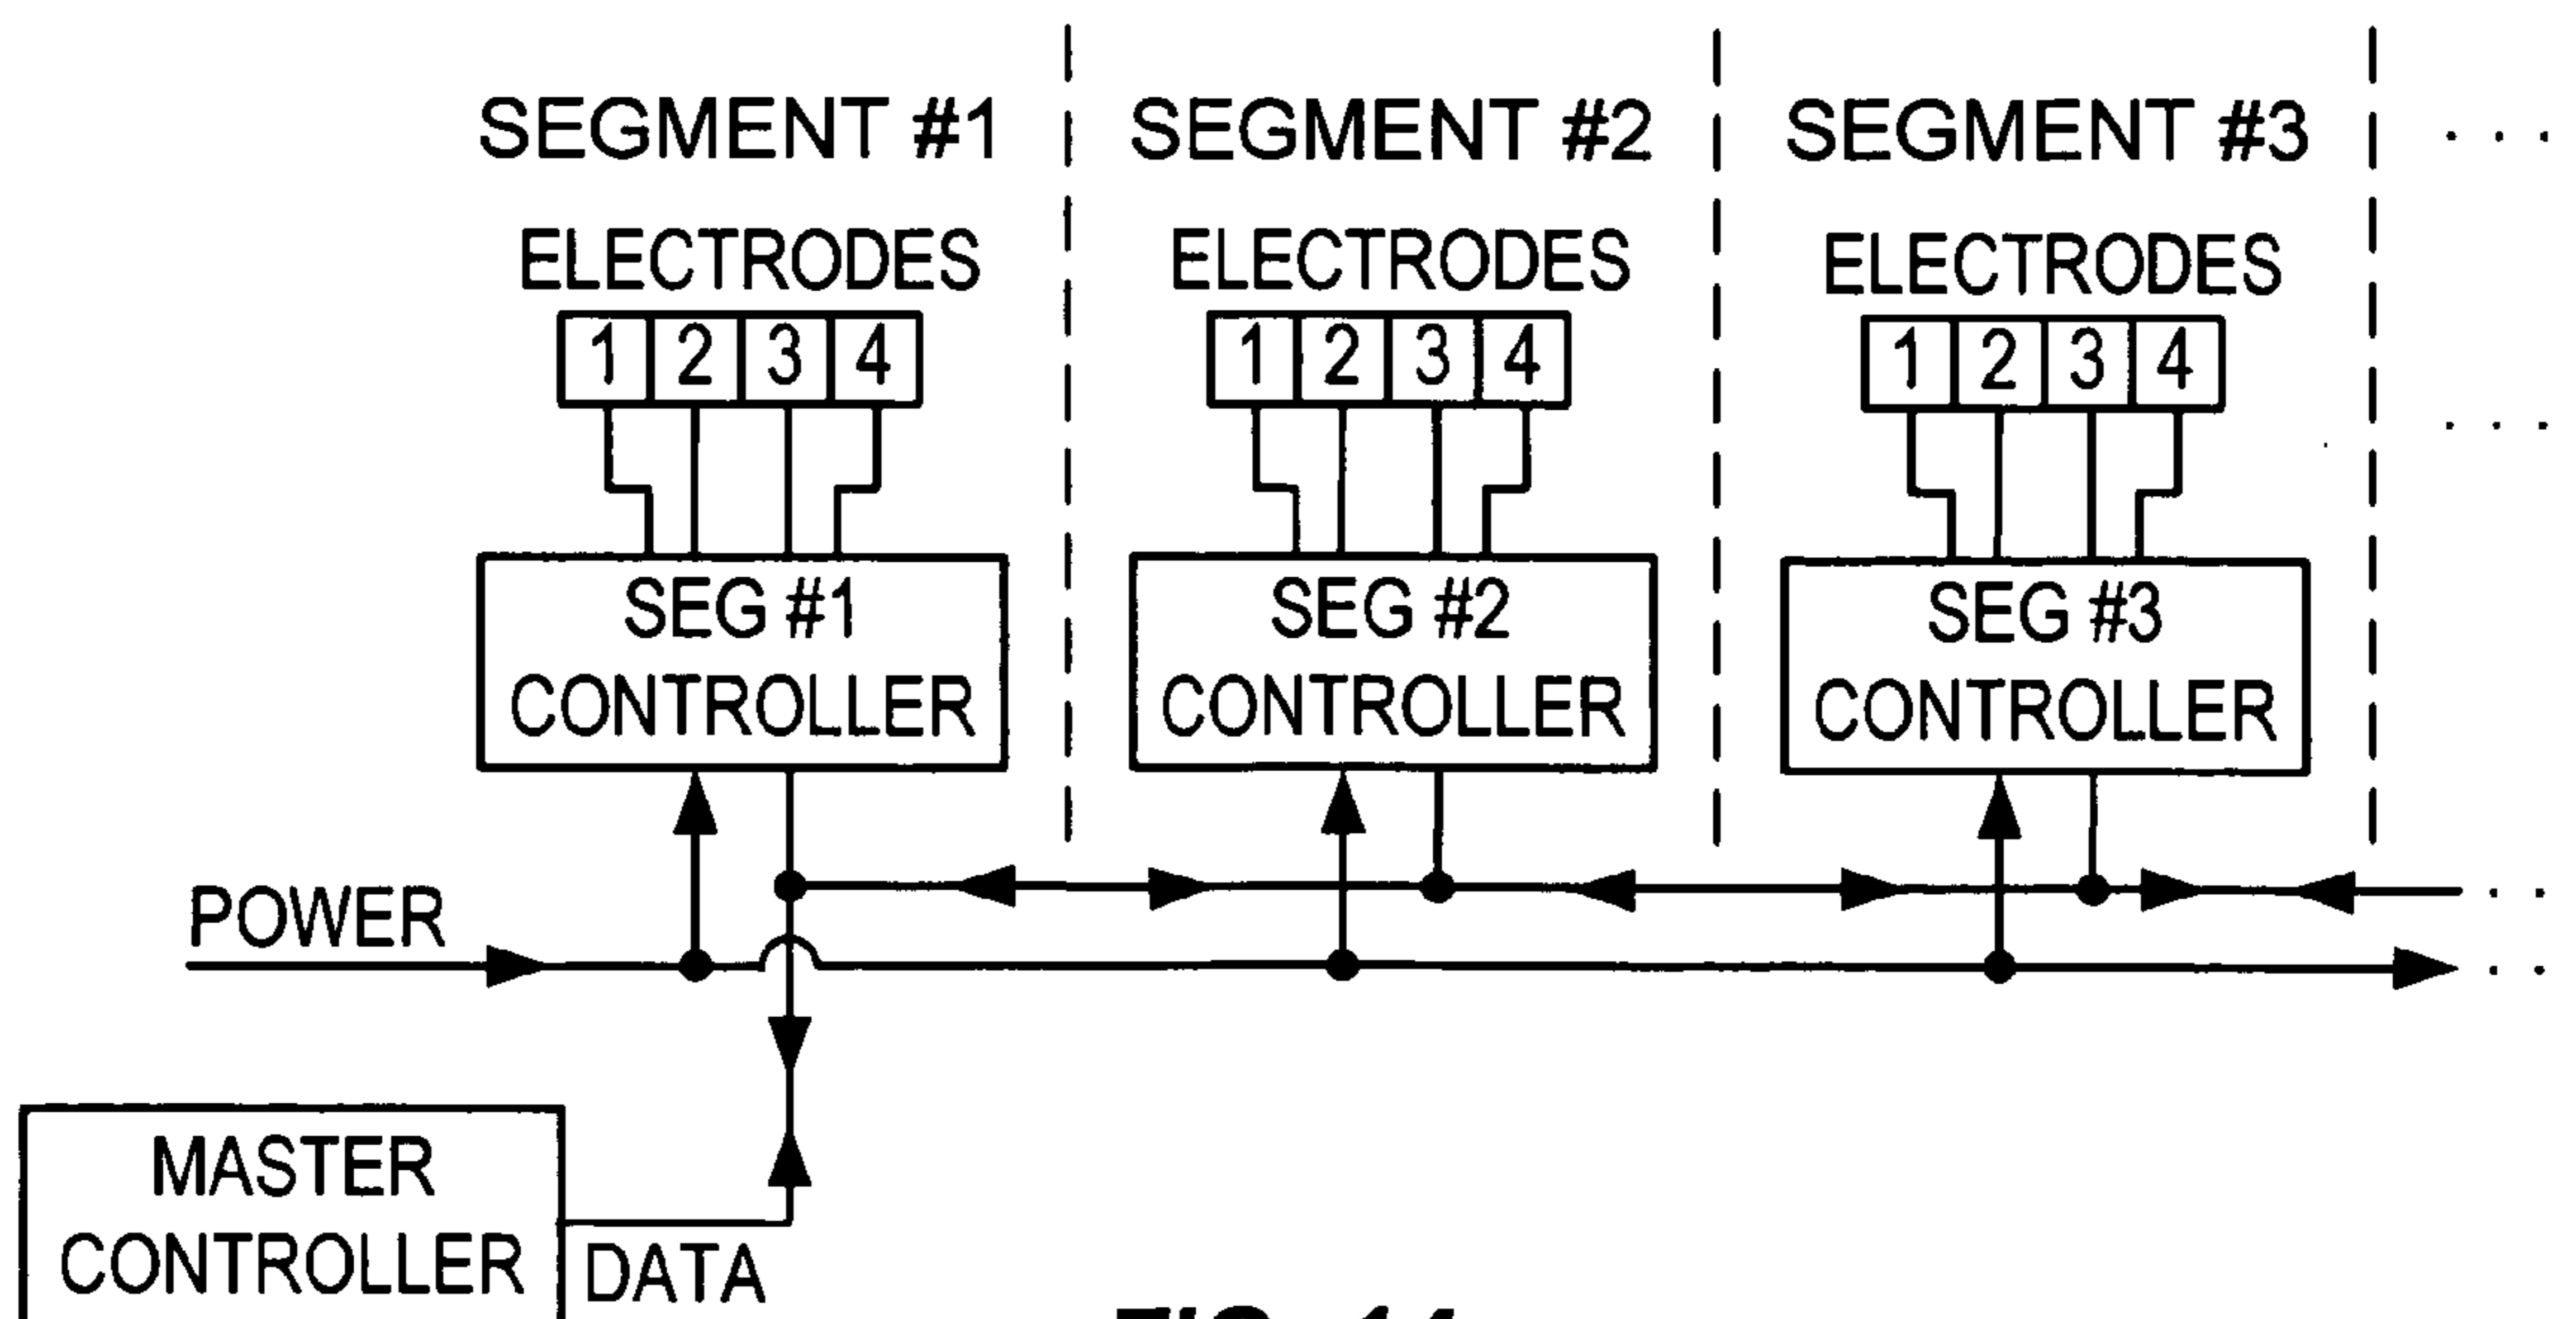 SEGMENT #1 SEGMENT #2 SEGMENT #3 . . .
ELECTRODES ELECTRODES ELECTRODES
1 2 3 4 1 2 3 4 1 2 3 4 . . .
SEG #1 SEG #2 SEG #3
CONTROLLER CONTROLLER CONTROLLER
POWER
MASTER
CONTROLLER
DATA